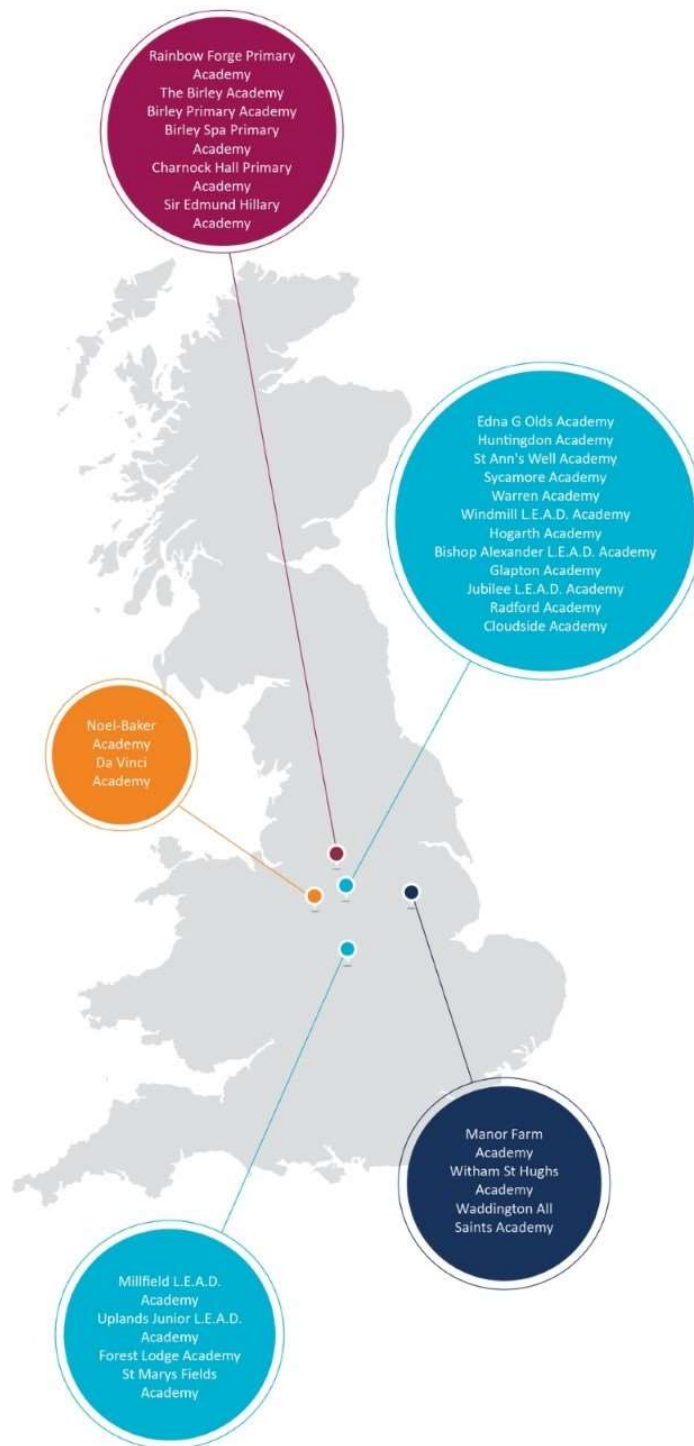 Rainbow Forge Primary
Academy
The Birley Academy
Birley Primary Academy
Birley Spa Primary
Academy
Charnock Hall Primary
Academy
Sir Edmund Hillary
Academy
Edna G Olds Academy
Huntingdon Academy
St Ann's Well Academy
Sycamore Academy
Warren Academy
Windmill L.E.A.D. Academy
Hogarth Academy
Bishop Alexander L.E.A.D. Academy
Glapton Academy
Jubilee L.E.A.D. Academy
Radford Academy
Cloudside Academy
Noel-Baker
Academy
Da Vinci
Academy
Manor Farm
Academy
Witham St Hughs
Academy
Waddington All
Saints Academy
Millfield L.E.A.D.
Academy
Uplands Junior L.E.A.D.
Academy
Forest Lodge Academy
St Marys Fields
Academy